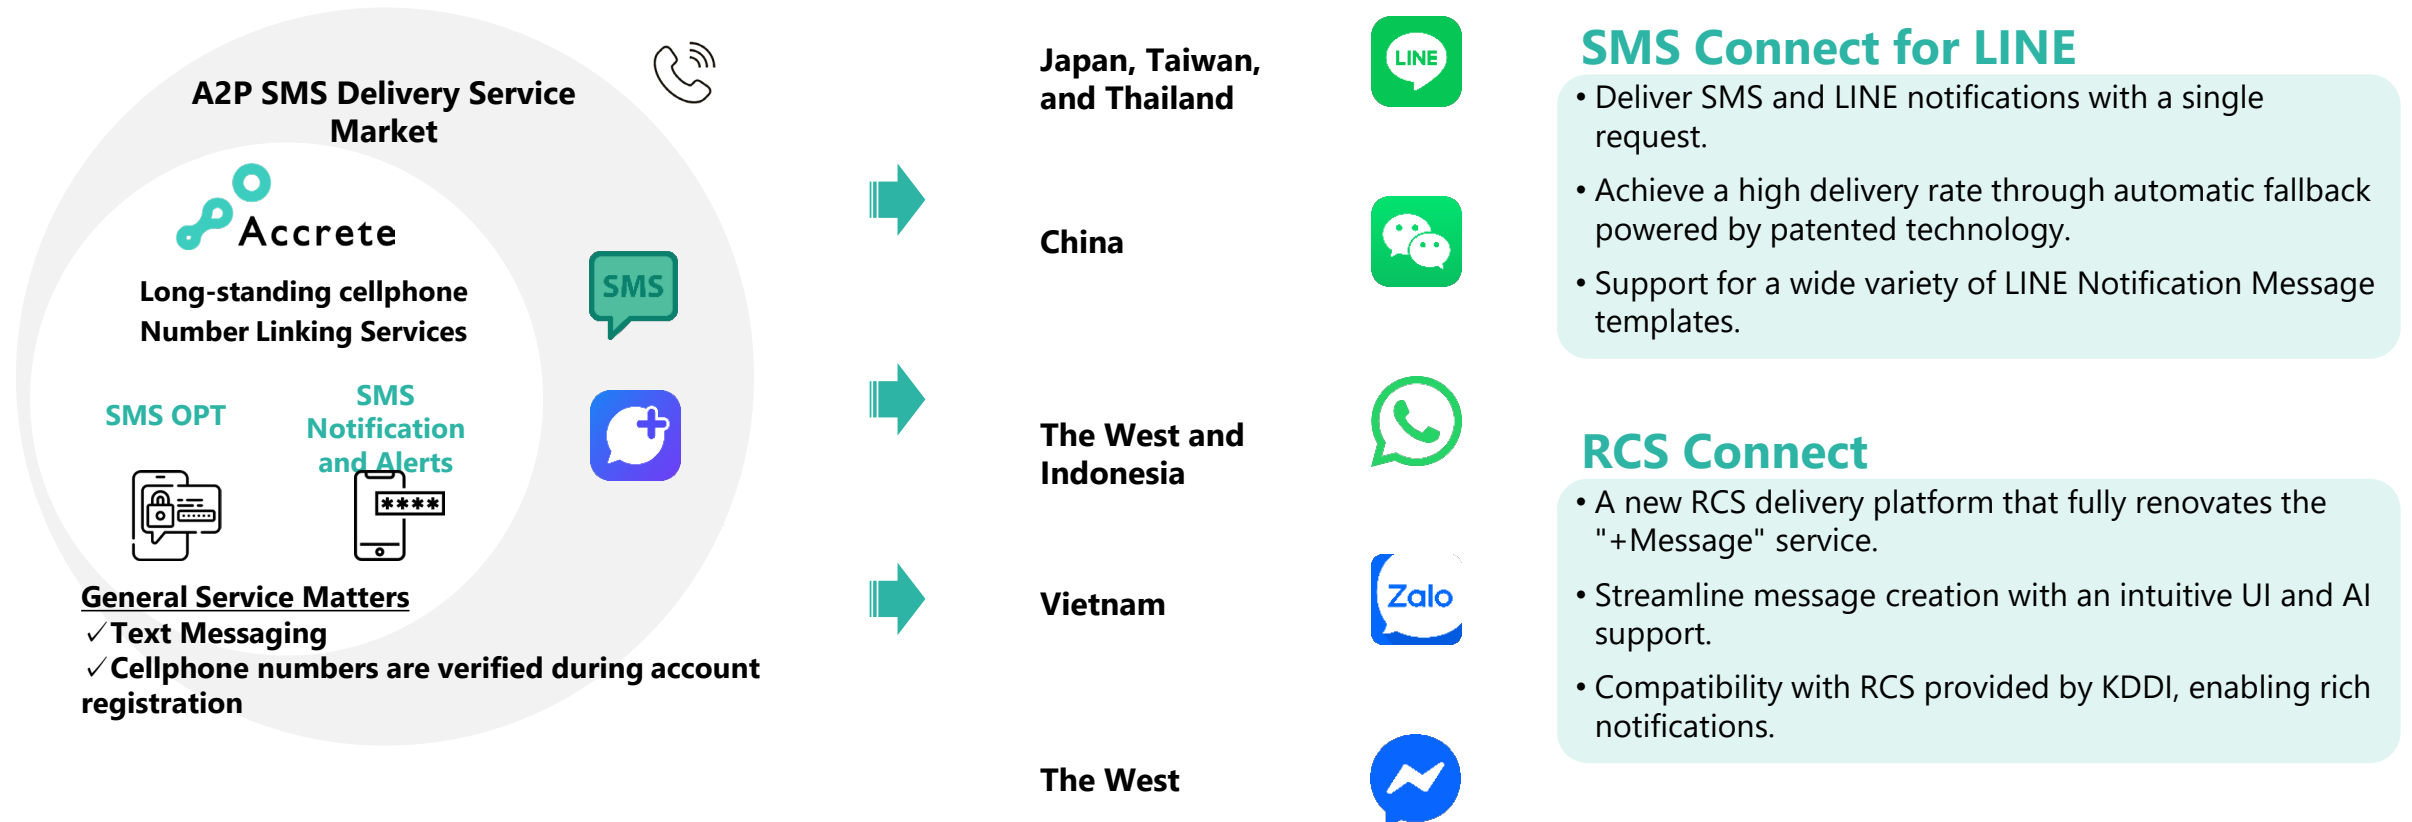 A2P SMS Delivery Service
Market
Accrete
Long-standing cellphone
Number Linking Services
SMS OPT
SMS
Notification
and Alerts
****
General Service Matters
✓Text Messaging
✓Cellphone numbers are verified during account
registration
SMS
Japan, Taiwan,
and Thailand
LINE
China
The West and
Indonesia
Vietnam
Zalo
The West
SMS Connect for LINE
• Deliver SMS and LINE notifications with a single
request.
• Achieve a high delivery rate through automatic fallback
powered by patented technology.
• Support for a wide variety of LINE Notification Message
templates.
RCS Connect
• A new RCS delivery platform that fully renovates the
"+Message" service.
• Streamline message creation with an intuitive UI and AI
support.
• Compatibility with RCS provided by KDDI, enabling rich
notifications.